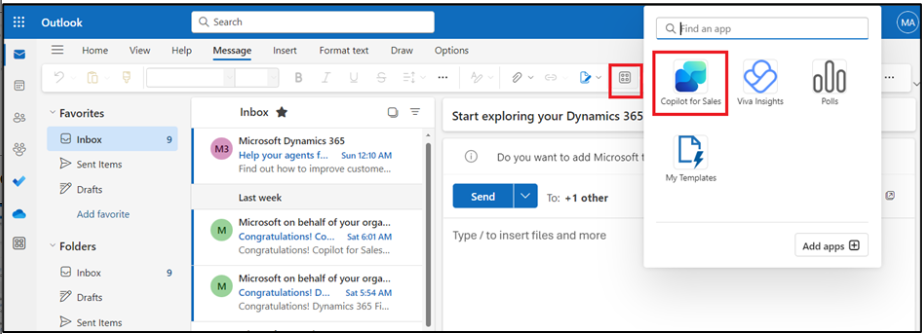 Outlook
Search
Find an app
MA
Home View Help Message Insert Format text Draw Options
B I U S
Copilot for Sales
Viva Insights
Polls
My Templates
Add apps
Favorites
Inbox 9
Sent Items
Drafts
Add favorite
Folders
Inbox 9
Drafts
Sent Items
Inbox
M3
Microsoft Dynamics 365
Help your agents f... Sun 12:10 AM
Find out how to improve custome...
Last week
M
Microsoft on behalf of your orga...
Congratulations! Co... Sat 6:01 AM
Congratulations! Copilot for Sales...
M
Microsoft on behalf of your orga...
Congratulations! D... Sat 5:54 AM
Congratulations! Dynamics 365 Fi...
Start exploring your Dynamics 365
Do you want to add Microsoft
Send
To: +1 other
Type / to insert files and more